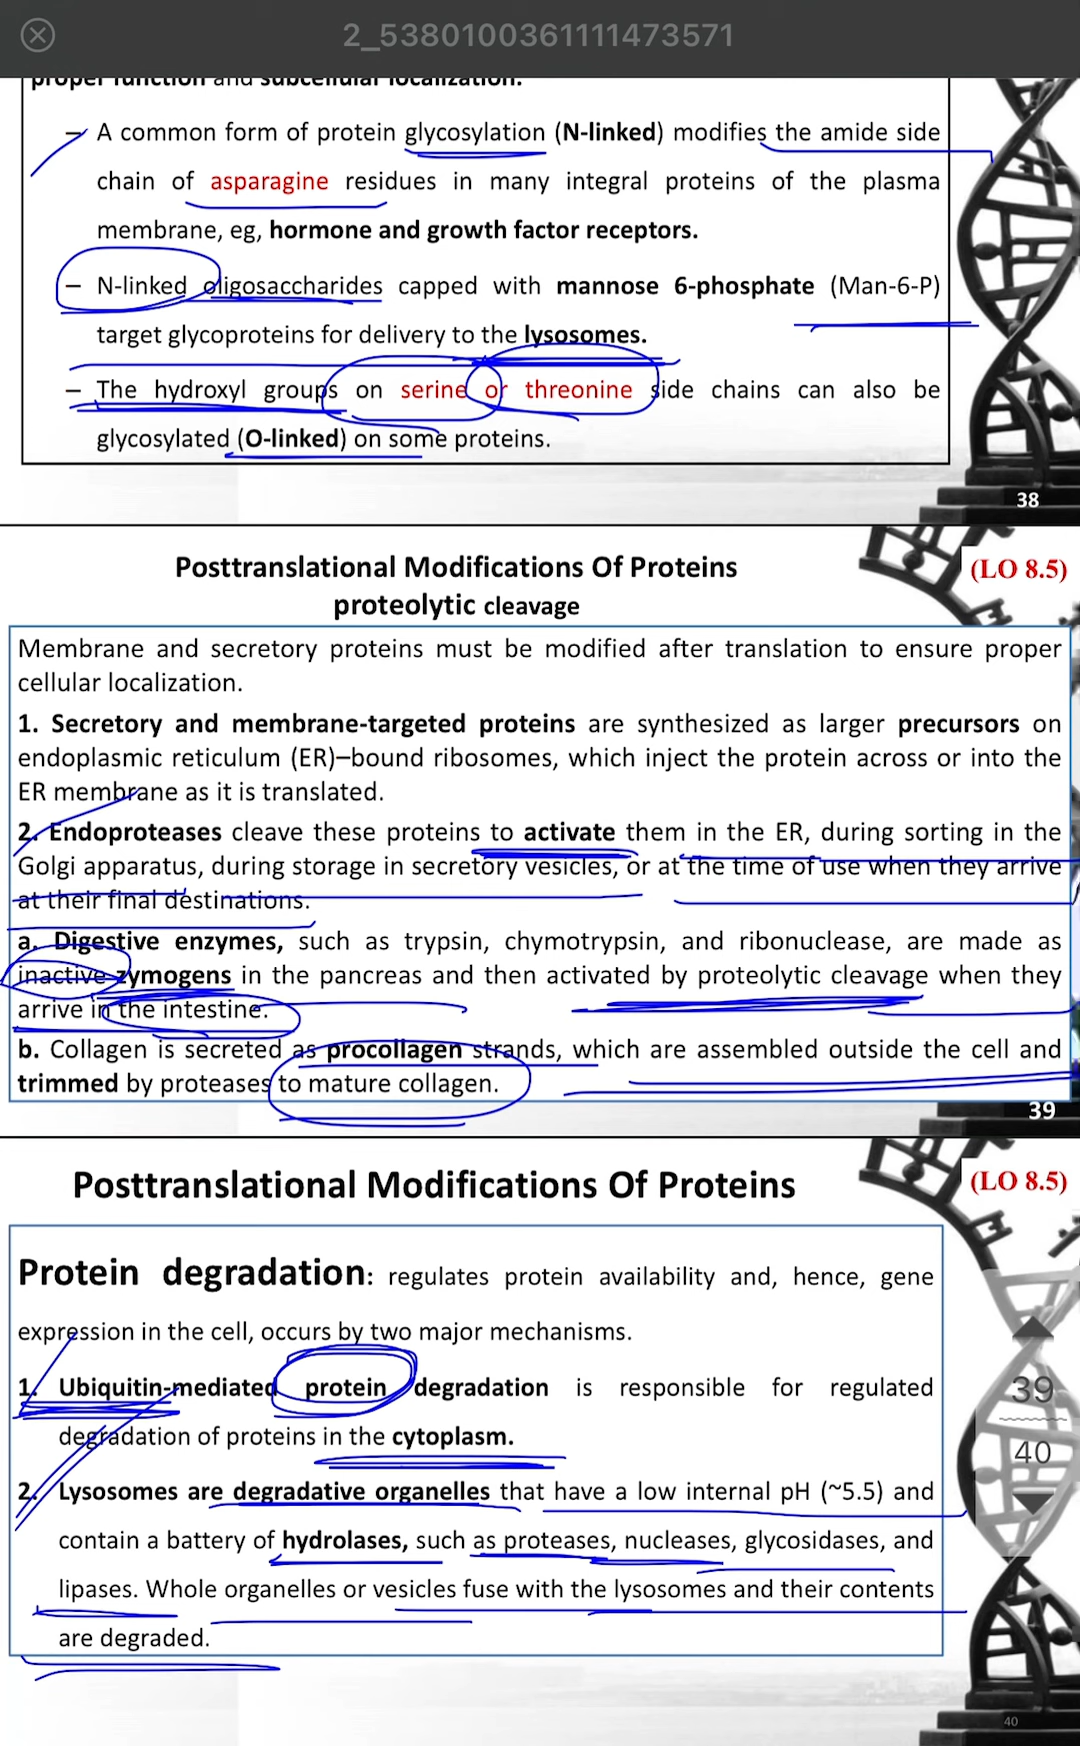 2_5380100361111473571
proper function and subcellular localization.
– A common form of protein glycosylation (N-linked) modifies the amide side
chain of asparagine residues in many integral proteins of the plasma
membrane, eg, hormone and growth factor receptors.
– N-linked oligosaccharides capped with mannose 6-phosphate (Man-6-P)
target glycoproteins for delivery to the lysosomes.
– The hydroxyl groups on serine or threonine side chains can also be
glycosylated (O-linked) on some proteins.
38
Posttranslational Modifications Of Proteins
(LO 8.5)
proteolytic cleavage
Membrane and secretory proteins must be modified after translation to ensure proper
cellular localization.
1. Secretory and membrane-targeted proteins are synthesized as larger precursors on
endoplasmic reticulum (ER)–bound ribosomes, which inject the protein across or into the
ER membrane as it is translated.
2. Endoproteases cleave these proteins to activate them in the ER, during sorting in the
Golgi apparatus, during storage in secretory vesicles, or at the time of use when they arrive
at their final destinations.
a. Digestive enzymes, such as trypsin, chymotrypsin, and ribonuclease, are made as
inactive zymogens in the pancreas and then activated by proteolytic cleavage when they
arrive in the intestine.
b. Collagen is secreted as procollagen strands, which are assembled outside the cell and
trimmed by proteases to mature collagen.
39
Posttranslational Modifications Of Proteins
(LO 8.5)
Protein degradation: regulates protein availability and, hence, gene
expression in the cell, occurs by two major mechanisms.
1. Ubiquitin-mediated protein degradation is responsible for regulated
degradation of proteins in the cytoplasm.
2. Lysosomes are degradative organelles that have a low internal pH (~5.5) and
contain a battery of hydrolases, such as proteases, nucleases, glycosidases, and
lipases. Whole organelles or vesicles fuse with the lysosomes and their contents
are degraded.
39
40
40